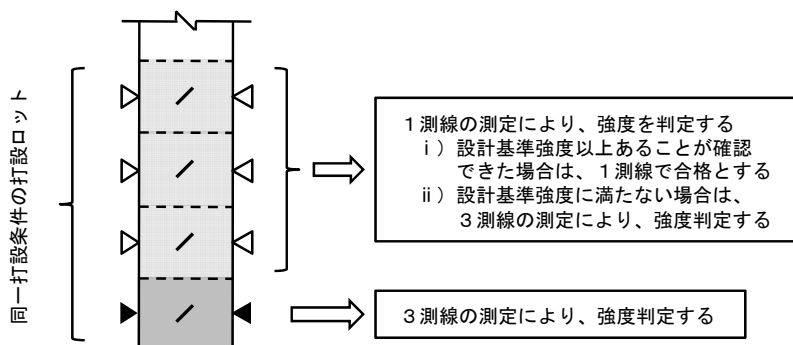 同一打設条件の打設ロット
1測線の測定により、強度を判定する
ⅰ）設計基準強度以上あることが確認
できた場合は、1測線で合格とする
ⅱ）設計基準強度に満たない場合は、
3測線の測定により、強度判定する
3測線の測定により、強度判定する